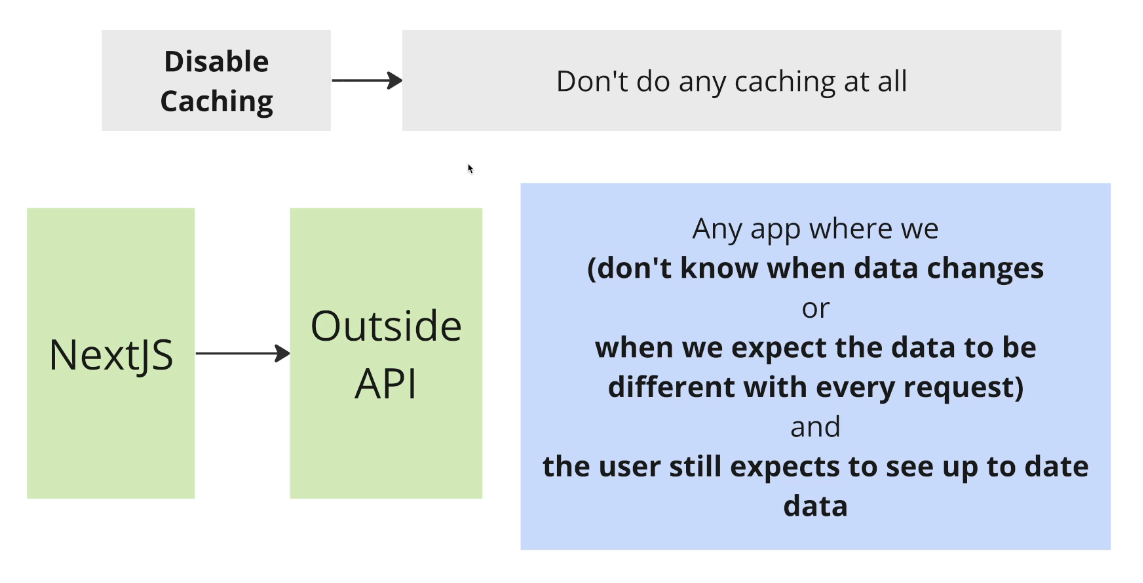 Disable
Caching
Don't do any caching at all
NextJS
Outside
API
Any app where we
(don't know when data changes
or
when we expect the data to be
different with every request)
and
the user still expects to see up to date
data